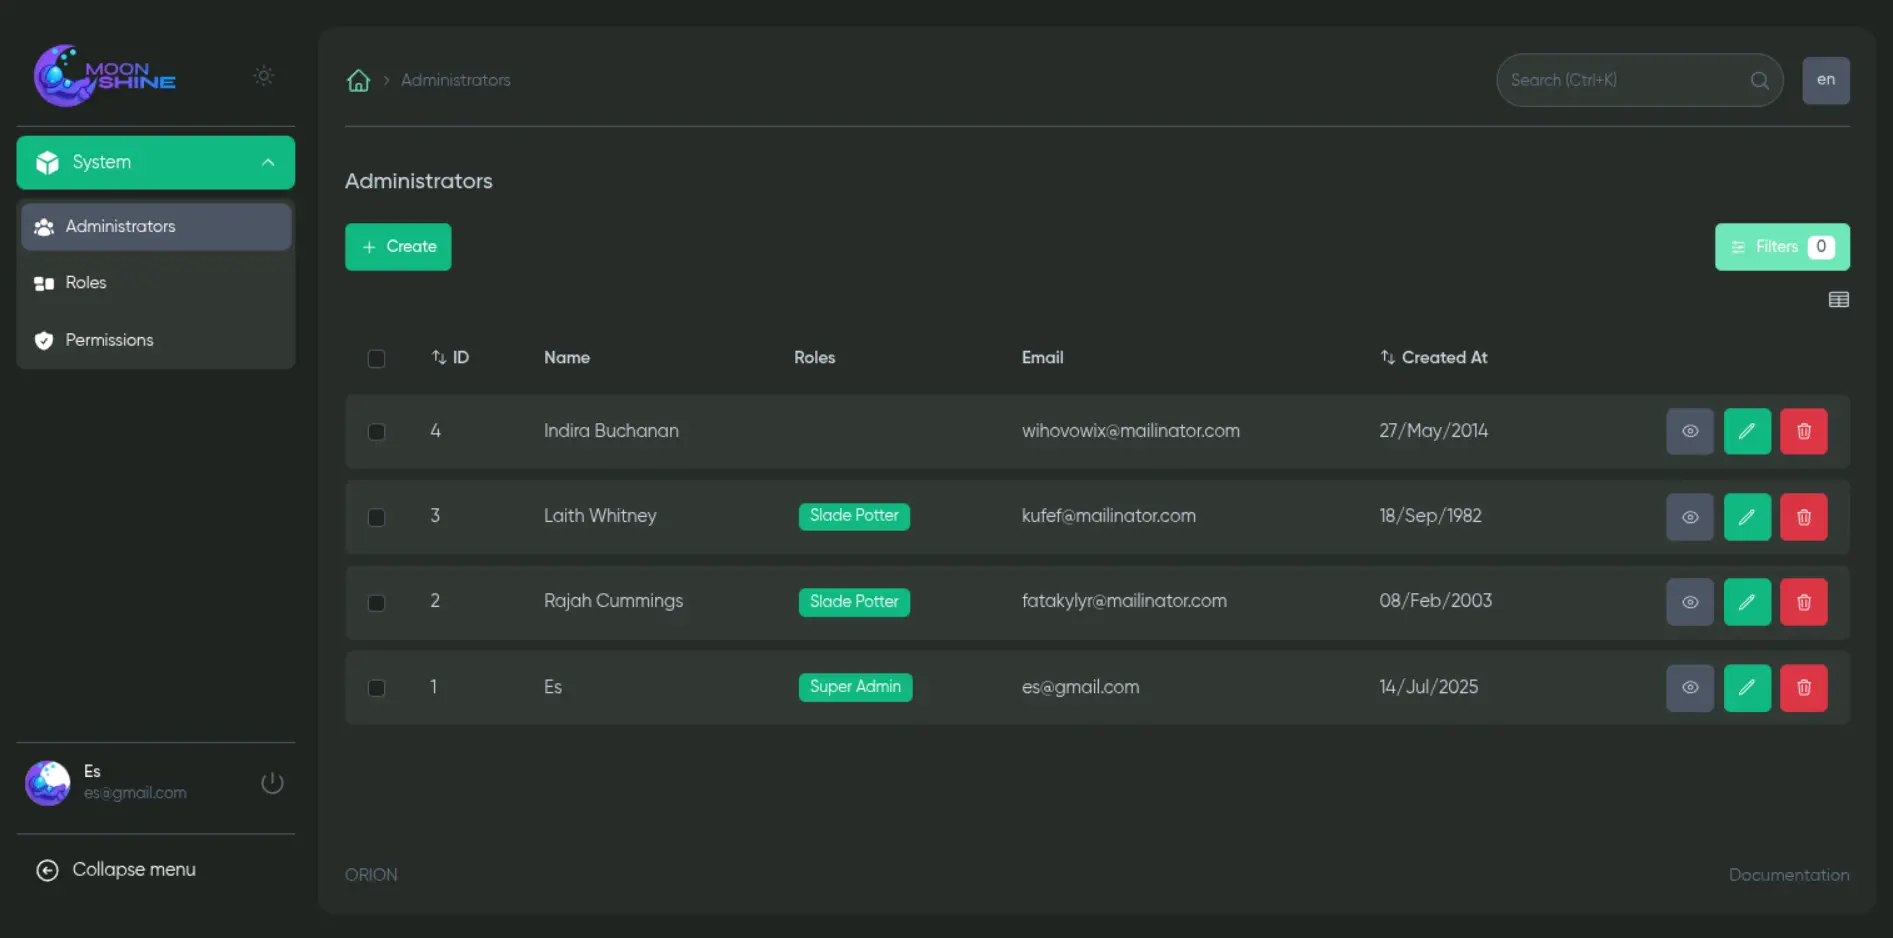 MOON
SHINE
Administrators
Search (Ctrl+K)
en
System
Administrators
Roles
Permissions
Administrators
Create
Filters 0
ID Name Roles Email Created At
4 Indira Buchanan wihovowix@mailinator.com 27/May/2014
3 Laith Whitney Slade Potter kufef@mailinator.com 18/Sep/1982
2 Rajah Cummings Slade Potter fatakylyr@mailinator.com 08/Feb/2003
1 Es Super Admin es@gmail.com 14/Jul/2025
Es
es@gmail.com
Collapse menu
ORION
Documentation